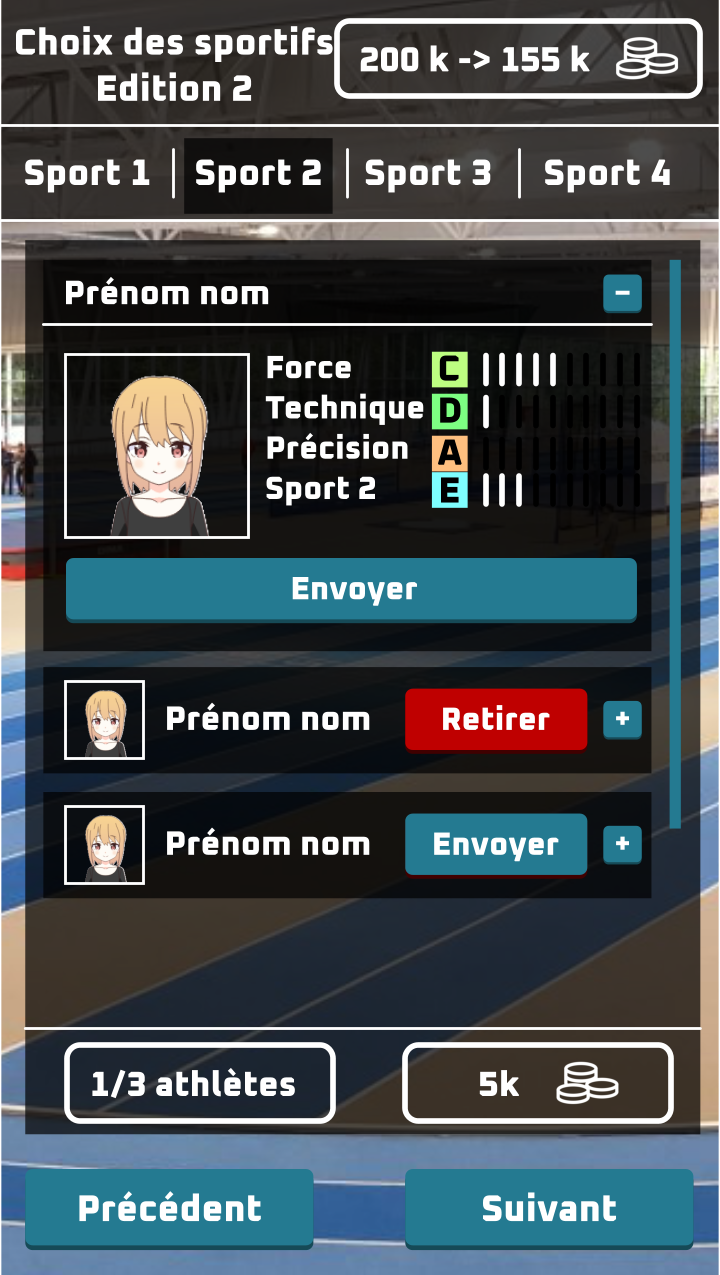 Choix des sportifs
Edition 2
200 k -> 155 k
Sport 1
Sport 2
Sport 3
Sport 4
Prénom nom
-
Force C
Technique D
Précision A
Sport 2 E
Envoyer
Prénom nom
Retirer
+
Prénom nom
Envoyer
+
1/3 athlètes
5k
Précédent
Suivant